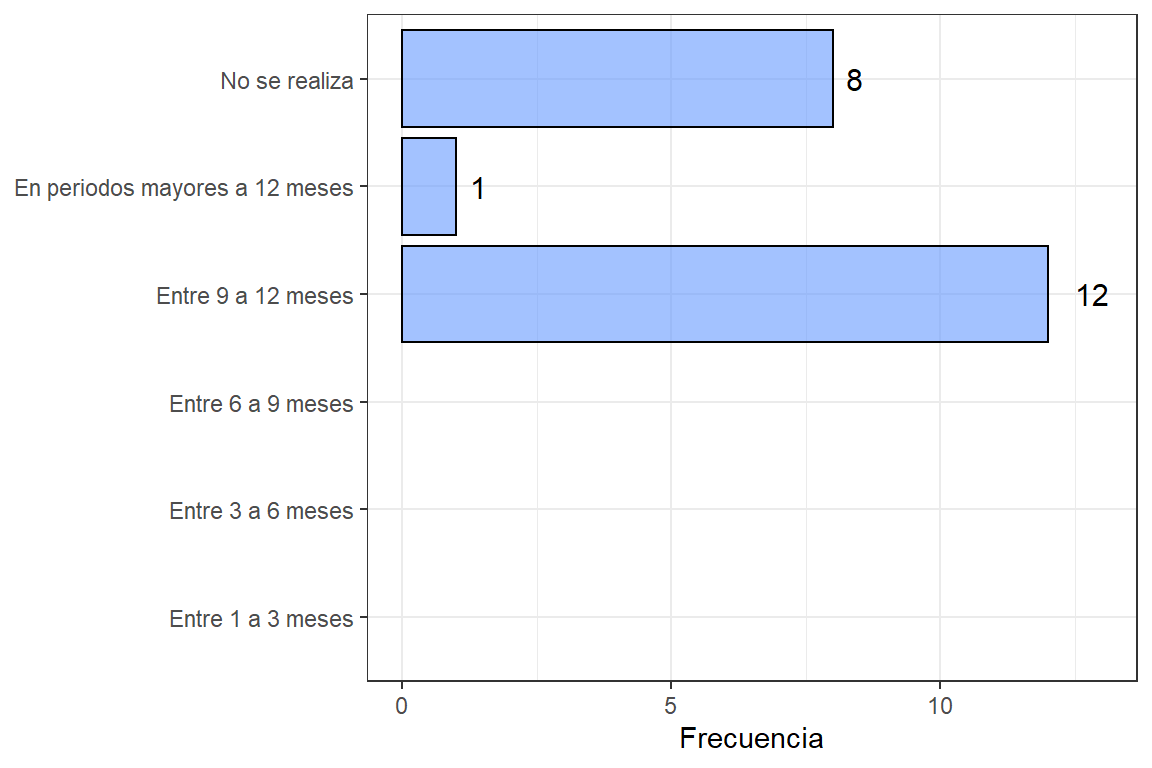 No se realiza
8
En periodos mayores a 12 meses
1
Entre 9 a 12 meses
12
Entre 6 a 9 meses
Entre 3 a 6 meses
Entre 1 a 3 meses
0 5 10
Frecuencia